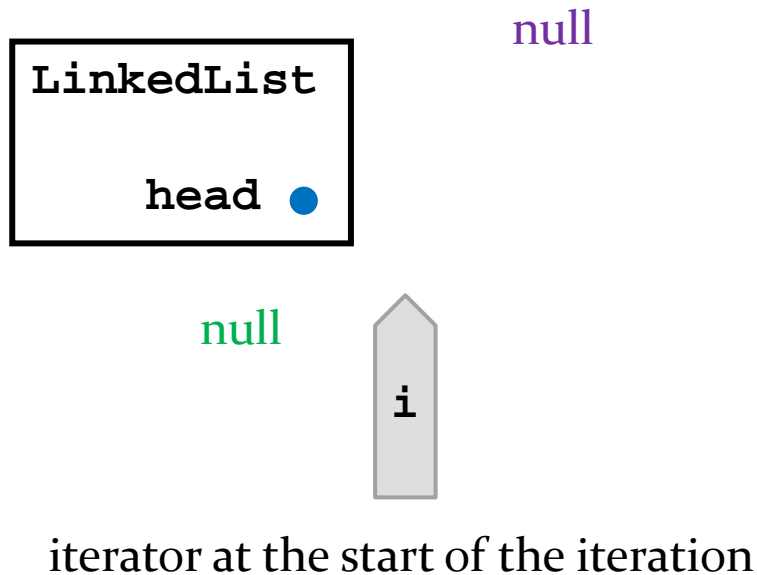 null
LinkedList
head
null
i
iterator at the start of the iteration